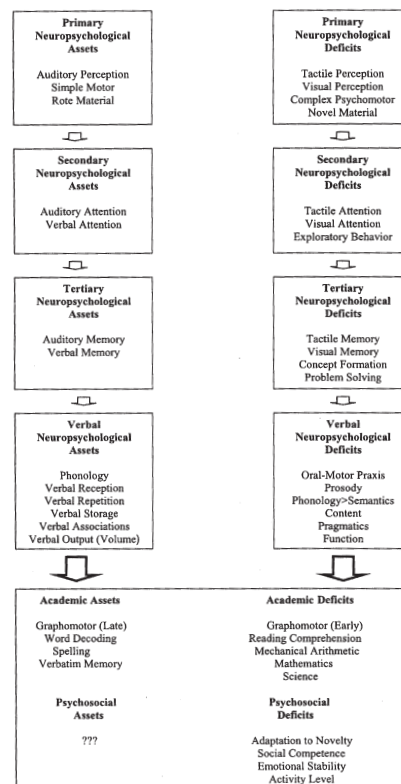 Primary
Neuropsychological
Assets
Auditory Perception
Simple Motor
Rote Material
Primary
Neuropsychological
Deficits
Tactile Perception
Visual Perception
Complex Psychomotor
Novel Material
Secondary
Neuropsychological
Assets
Auditory Attention
Verbal Attention
Secondary
Neuropsychological
Deficits
Tactile Attention
Visual Attention
Exploratory Behavior
Tertiary
Neuropsychological
Assets
Auditory Memory
Verbal Memory
Tertiary
Neuropsychological
Deficits
Tactile Memory
Visual Memory
Concept Formation
Problem Solving
Verbal
Neuropsychological
Assets
Phonology
Verbal Reception
Verbal Repetition
Verbal Storage
Verbal Associations
Verbal Output (Volume)
Verbal
Neuropsychological
Deficits
Oral-Motor Praxis
Prosody
Phonology>Semantics
Content
Pragmatics
Function
Academic Assets
Graphomotor (Late)
Word Decoding
Spelling
Verbatim Memory
Academic Deficits
Graphomotor (Early)
Reading Comprehension
Mechanical Arithmetic
Mathematics
Science
Psychosocial
Assets
???
Psychosocial
Deficits
Adaptation to Novelty
Social Competence
Emotional Stability
Activity Level